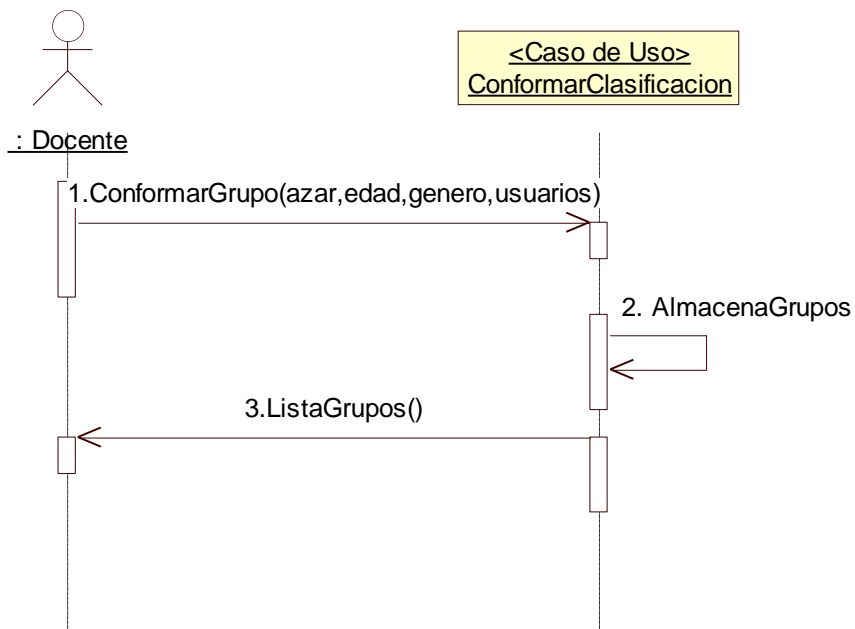 <Caso de Uso>
ConformarClasificacion
: Docente
1.ConformarGrupo(azar,edad,genero,usuarios)
2. AlmacenaGrupos
3.ListaGrupos()